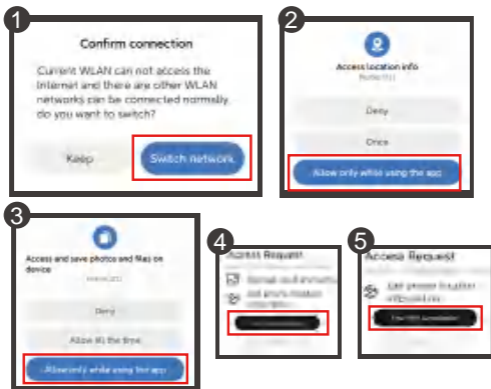 1
Confirm connection
Current WLAN can not access the
Internet and there are other WLAN
networks can be connected normally,
do you want to switch?
Keep
Switch network
2
Access location info
Deny
Once
Allow only while using the app
3
Access and save photos and files on
device
Deny
Allow all the time
Allow only while using the app
4
Access Request
5
Access Request